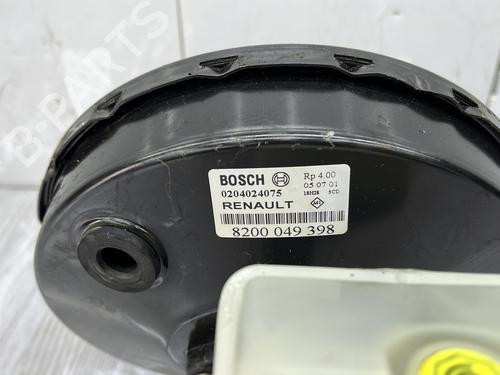 B-PARTS
BOSCH
Rp 4.00
0204024075
05 07 01
RENAULT
8200 049 398